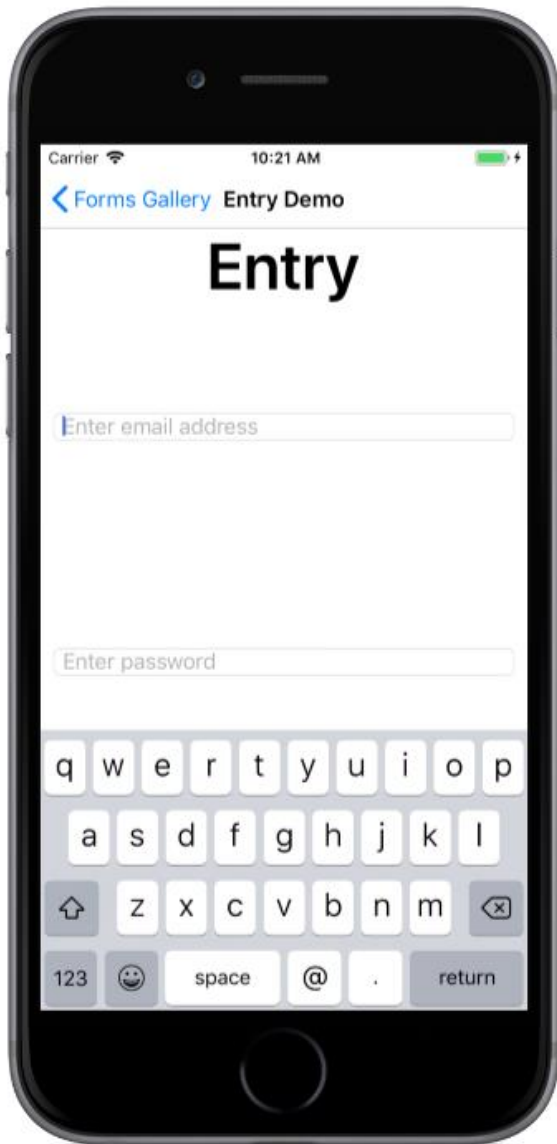 Carrier 10:21 AM
Forms Gallery Entry Demo
Entry
Enter email address
Enter password
q w e r t y u i o p
a s d f g h j k l
z x c v b n m
123 space @ . return